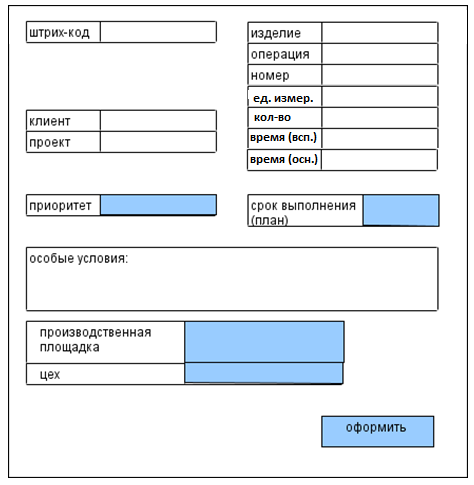 штрих-код
изделие
операция
номер
ед. измер.
клиент
кол-во
проект
время (всп.)
время (осн.)
приоритет
срок выполнения
(план)
особые условия:
производственная
площадка
цех
оформить